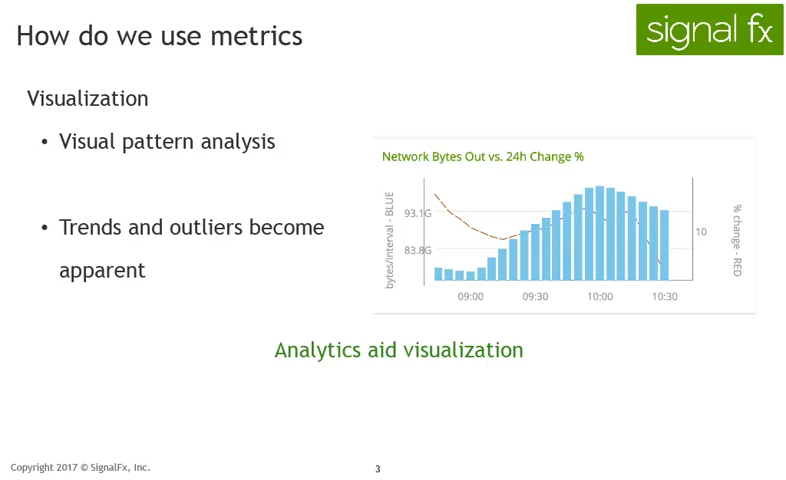 How do we use metrics
signal fx
Visualization
• Visual pattern analysis
• Trends and outliers become
apparent
Network Bytes Out vs. 24h Change %
bytes/interval - BLUE
93.1G
83.8G
10
% change - RED
09:00 09:30 10:00 10:30
Analytics aid visualization
Copyright 2017 © SignalFx, Inc.
3